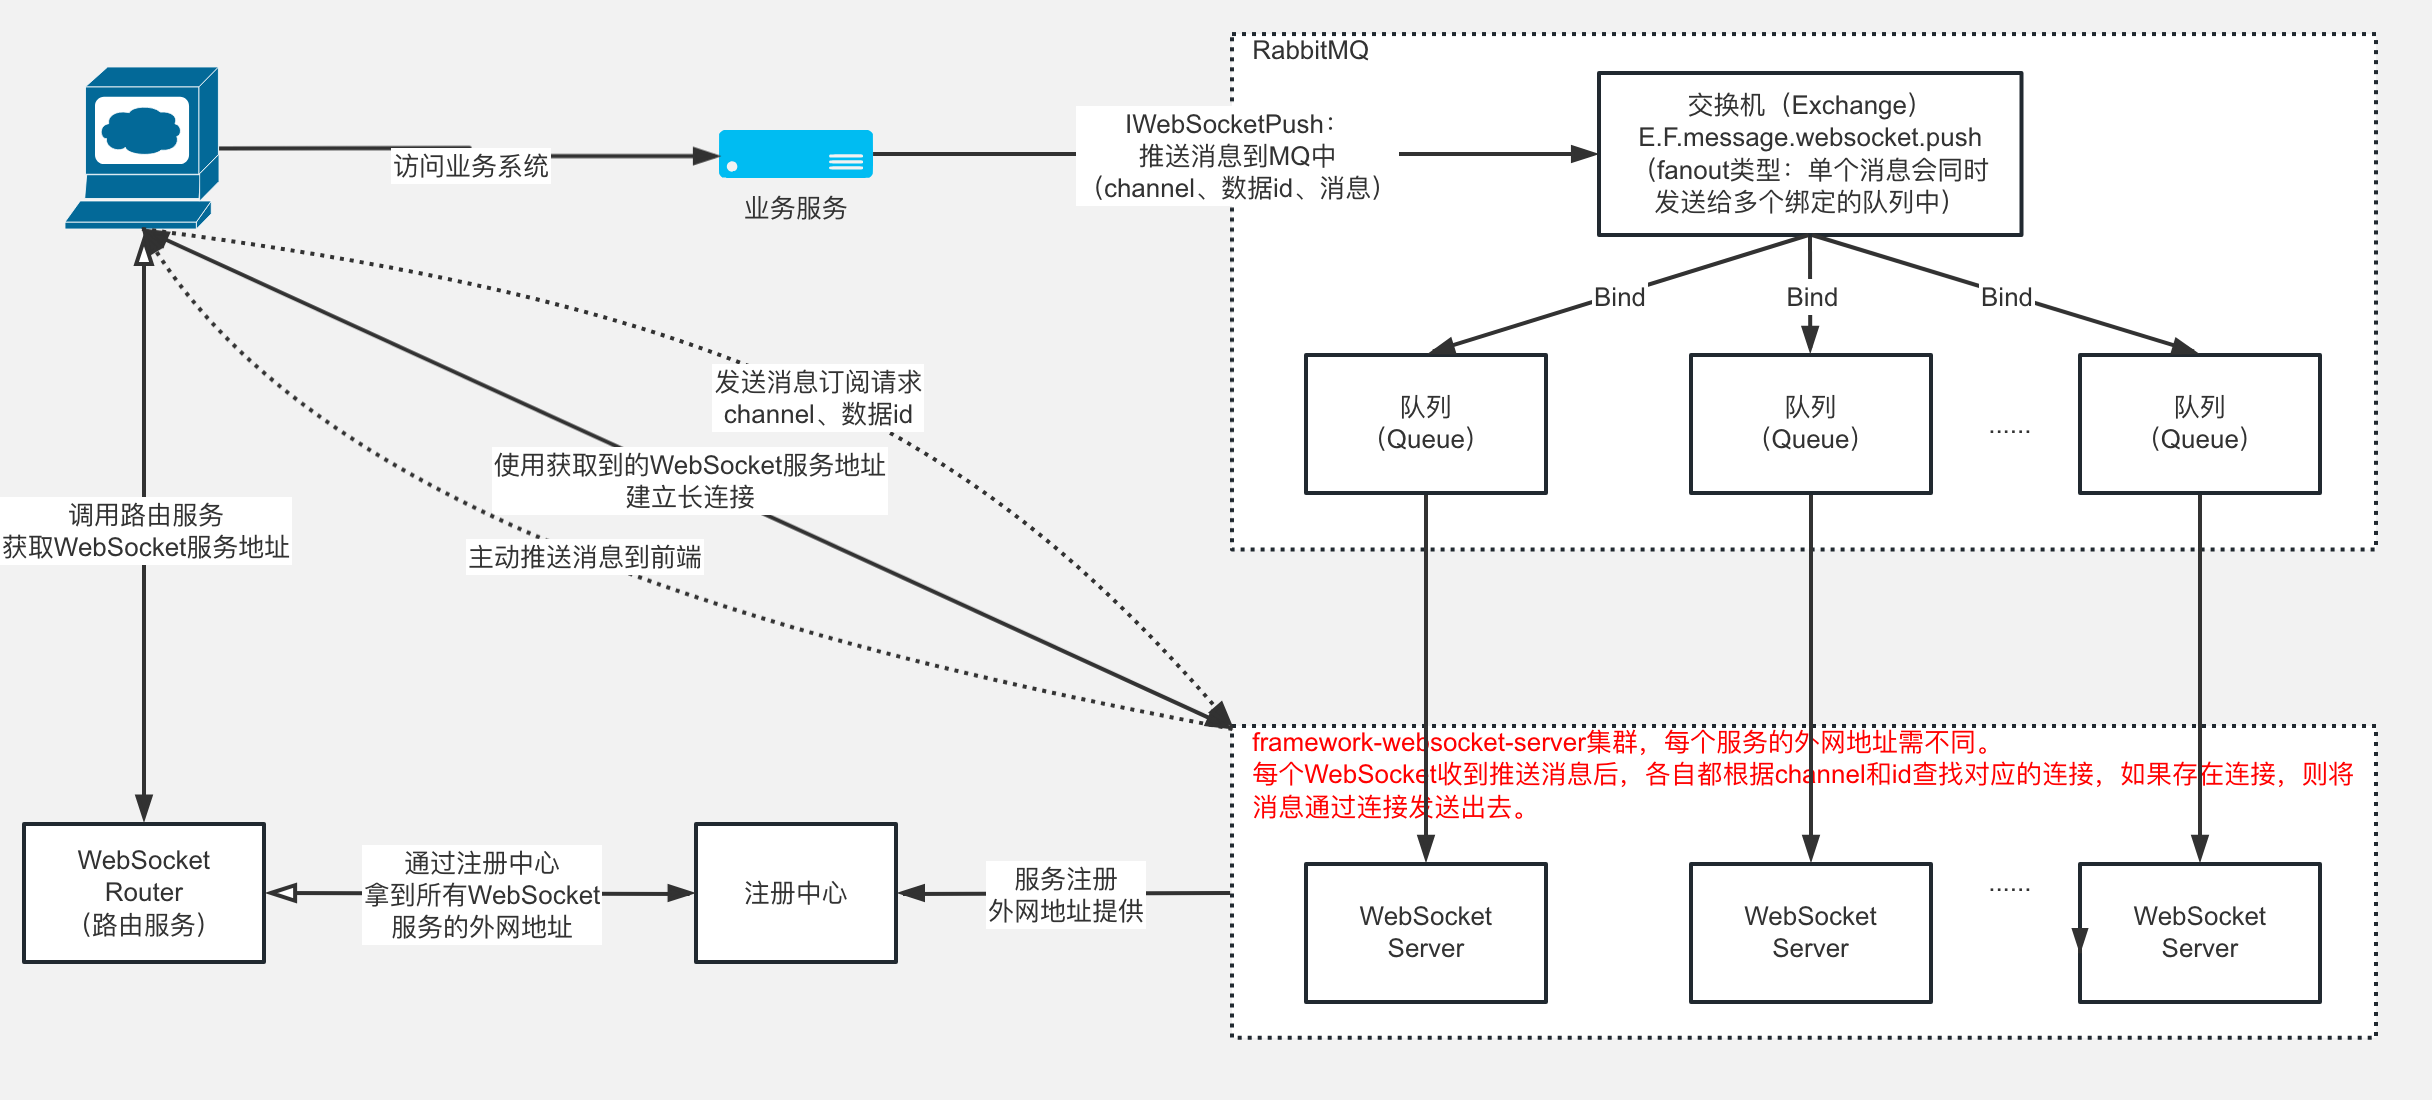 RabbitMQ
交换机（Exchange）
E.F.message.websocket.push
（fanout类型：单个消息会同时
发送给多个绑定的队列中）
IWebSocketPush：
推送消息到MQ中
（channel、数据id、消息）
访问业务系统
业务服务
Bind
Bind
Bind
发送消息订阅请求
channel、数据id
队列
（Queue）
队列
（Queue）
......
队列
（Queue）
使用获取到的WebSocket服务地址
建立长连接
调用路由服务
获取WebSocket服务地址
主动推送消息到前端
framework-websocket-server集群，每个服务的外网地址需不同。
每个WebSocket收到推送消息后，各自都根据channel和id查找对应的连接，如果存在连接，则将
消息通过连接发送出去。
WebSocket
Router
（路由服务）
通过注册中心
拿到所有WebSocket
服务的外网地址
注册中心
服务注册
外网地址提供
WebSocket
Server
WebSocket
Server
......
WebSocket
Server